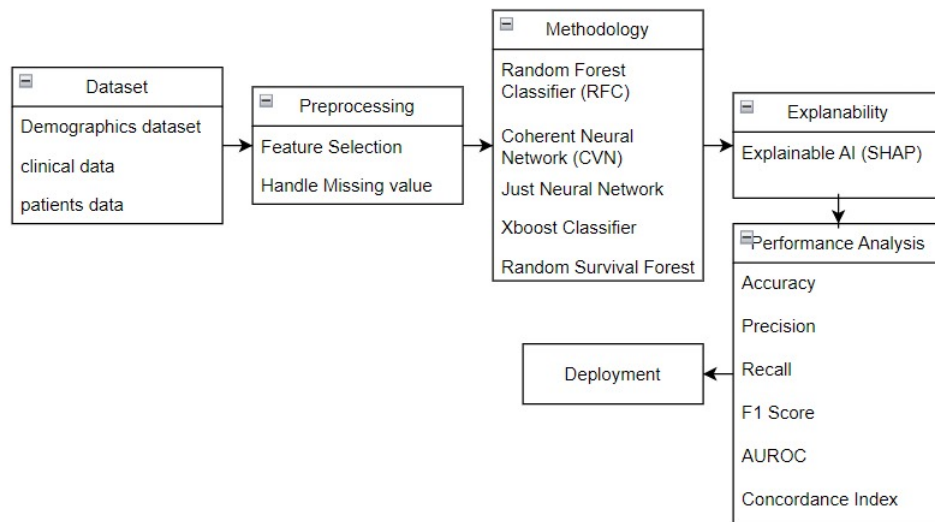 Dataset
Demographics dataset
clinical data
patients data
Preprocessing
Feature Selection
Handle Missing value
Methodology
Random Forest
Classifier (RFC)
Coherent Neural
Network (CVN)
Just Neural Network
Xboost Classifier
Random Survival Forest
Explanability
Explainable AI (SHAP)
Performance Analysis
Accuracy
Precision
Recall
F1 Score
AUROC
Concordance Index
Deployment